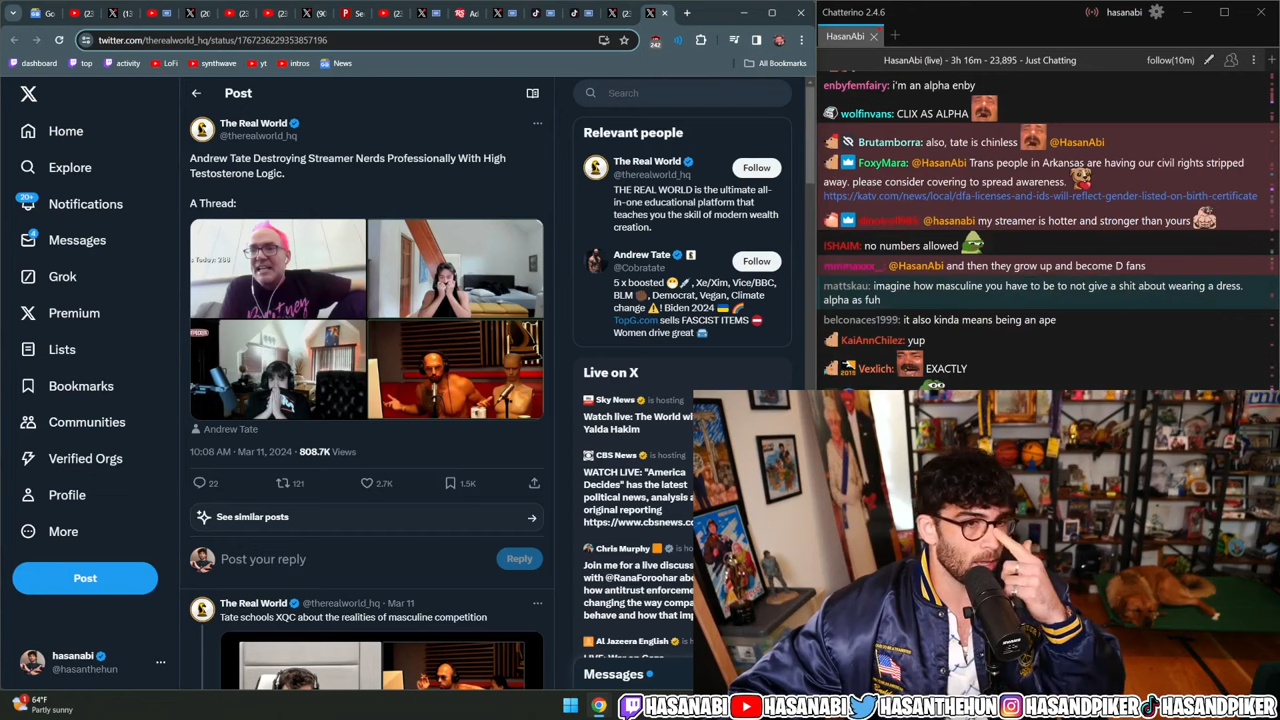 Chatterino 2.4.6
hasanabi
twitter.com/therealworld_hq/status/1767236229353857196
242
HasanAbi
dashboard
top
activity
LoFi
synthwave
yt
intros
News
All Bookmarks
HasanAbi (live) - 3h 16m - 23,895 - Just Chatting
follow(10m)
Home
Explore
20+
Notifications
4
Messages
Grok
Premium
Lists
Bookmarks
Communities
Verified Orgs
Profile
More
Post
hasanabi
@hasanthehun
Post
The Real World
@therealworld_hq
Andrew Tate Destroying Streamer Nerds Professionally With High
Testosterone Logic.
A Thread:
Andrew Tate
10:08 AM · Mar 11, 2024 · 808.7K Views
22
121
2.7K
1.5K
See similar posts
Post your reply
Reply
The Real World @therealworld_hq · Mar 11
Tate schools XQC about the realities of masculine competition
Search
Relevant people
The Real World
@therealworld_hq
Follow
THE REAL WORLD is the ultimate all-
in-one educational platform that
teaches you the skill of modern wealth
creation.
Andrew Tate
@Cobratate
Follow
5 x boosted , Xe/Xim, Vice/BBC,
BLM , Democrat, Vegan, Climate
change ! Biden 2024
TopG.com sells FASCIST ITEMS
Women drive great
Live on X
Sky News is hosting
Watch live: The World wi
Yalda Hakim
CBS News is hosting
WATCH LIVE: "America
Decides" has the latest
political news, analysis a
original reporting
https://www.cbsnews.c
Chris Murphy is ho
Join me for a live discuss
with @RanaForoohar abo
how antitrust enforceme
changing the way compa
behave and how that imp
Al Jazeera English
Messages
enbyfemfairy: i'm an alpha enby
wolfinvans: CLIX AS ALPHA
Brutamborra: also, tate is chinless @HasanAbi
FoxyMara: @HasanAbi Trans people in Arkansas are having our civil rights stripped
away. please consider covering to spread awareness.
https://katv.com/news/local/dfa-licenses-and-ids-will-reflect-gender-listed-on-birth-certificate
@hasanabi my streamer is hotter and stronger than yours
!SHAIM: no numbers allowed
@HasanAbi and then they grow up and become D fans
mattskau: imagine how masculine you have to be to not give a shit about wearing a dress.
alpha as fuh
belconaces1999: it also kinda means being an ape
KaiAnnChilez: yup
Vexlich: EXACTLY
64°F
Partly sunny
HASANABI
HASANABI
HASANTHEHUN
HASANDPIKER
HASANDPIKER